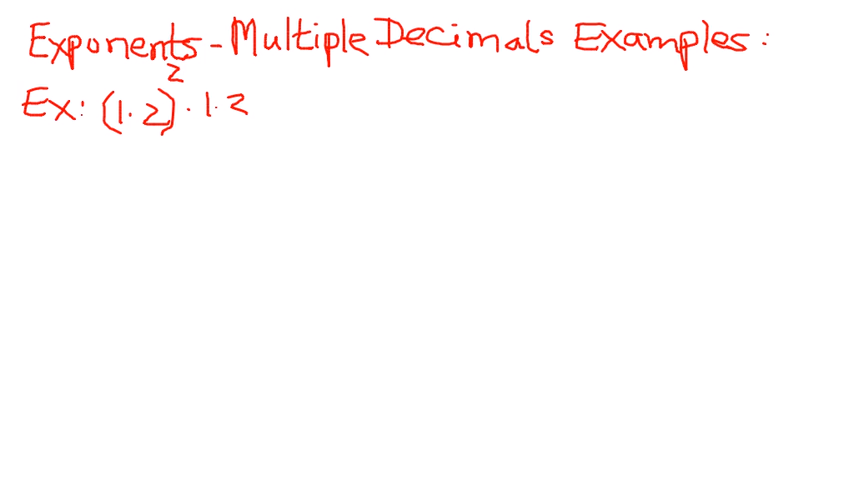 Exponents - Multiple Decimals Examples:
Ex: (1.2)² · 1.2